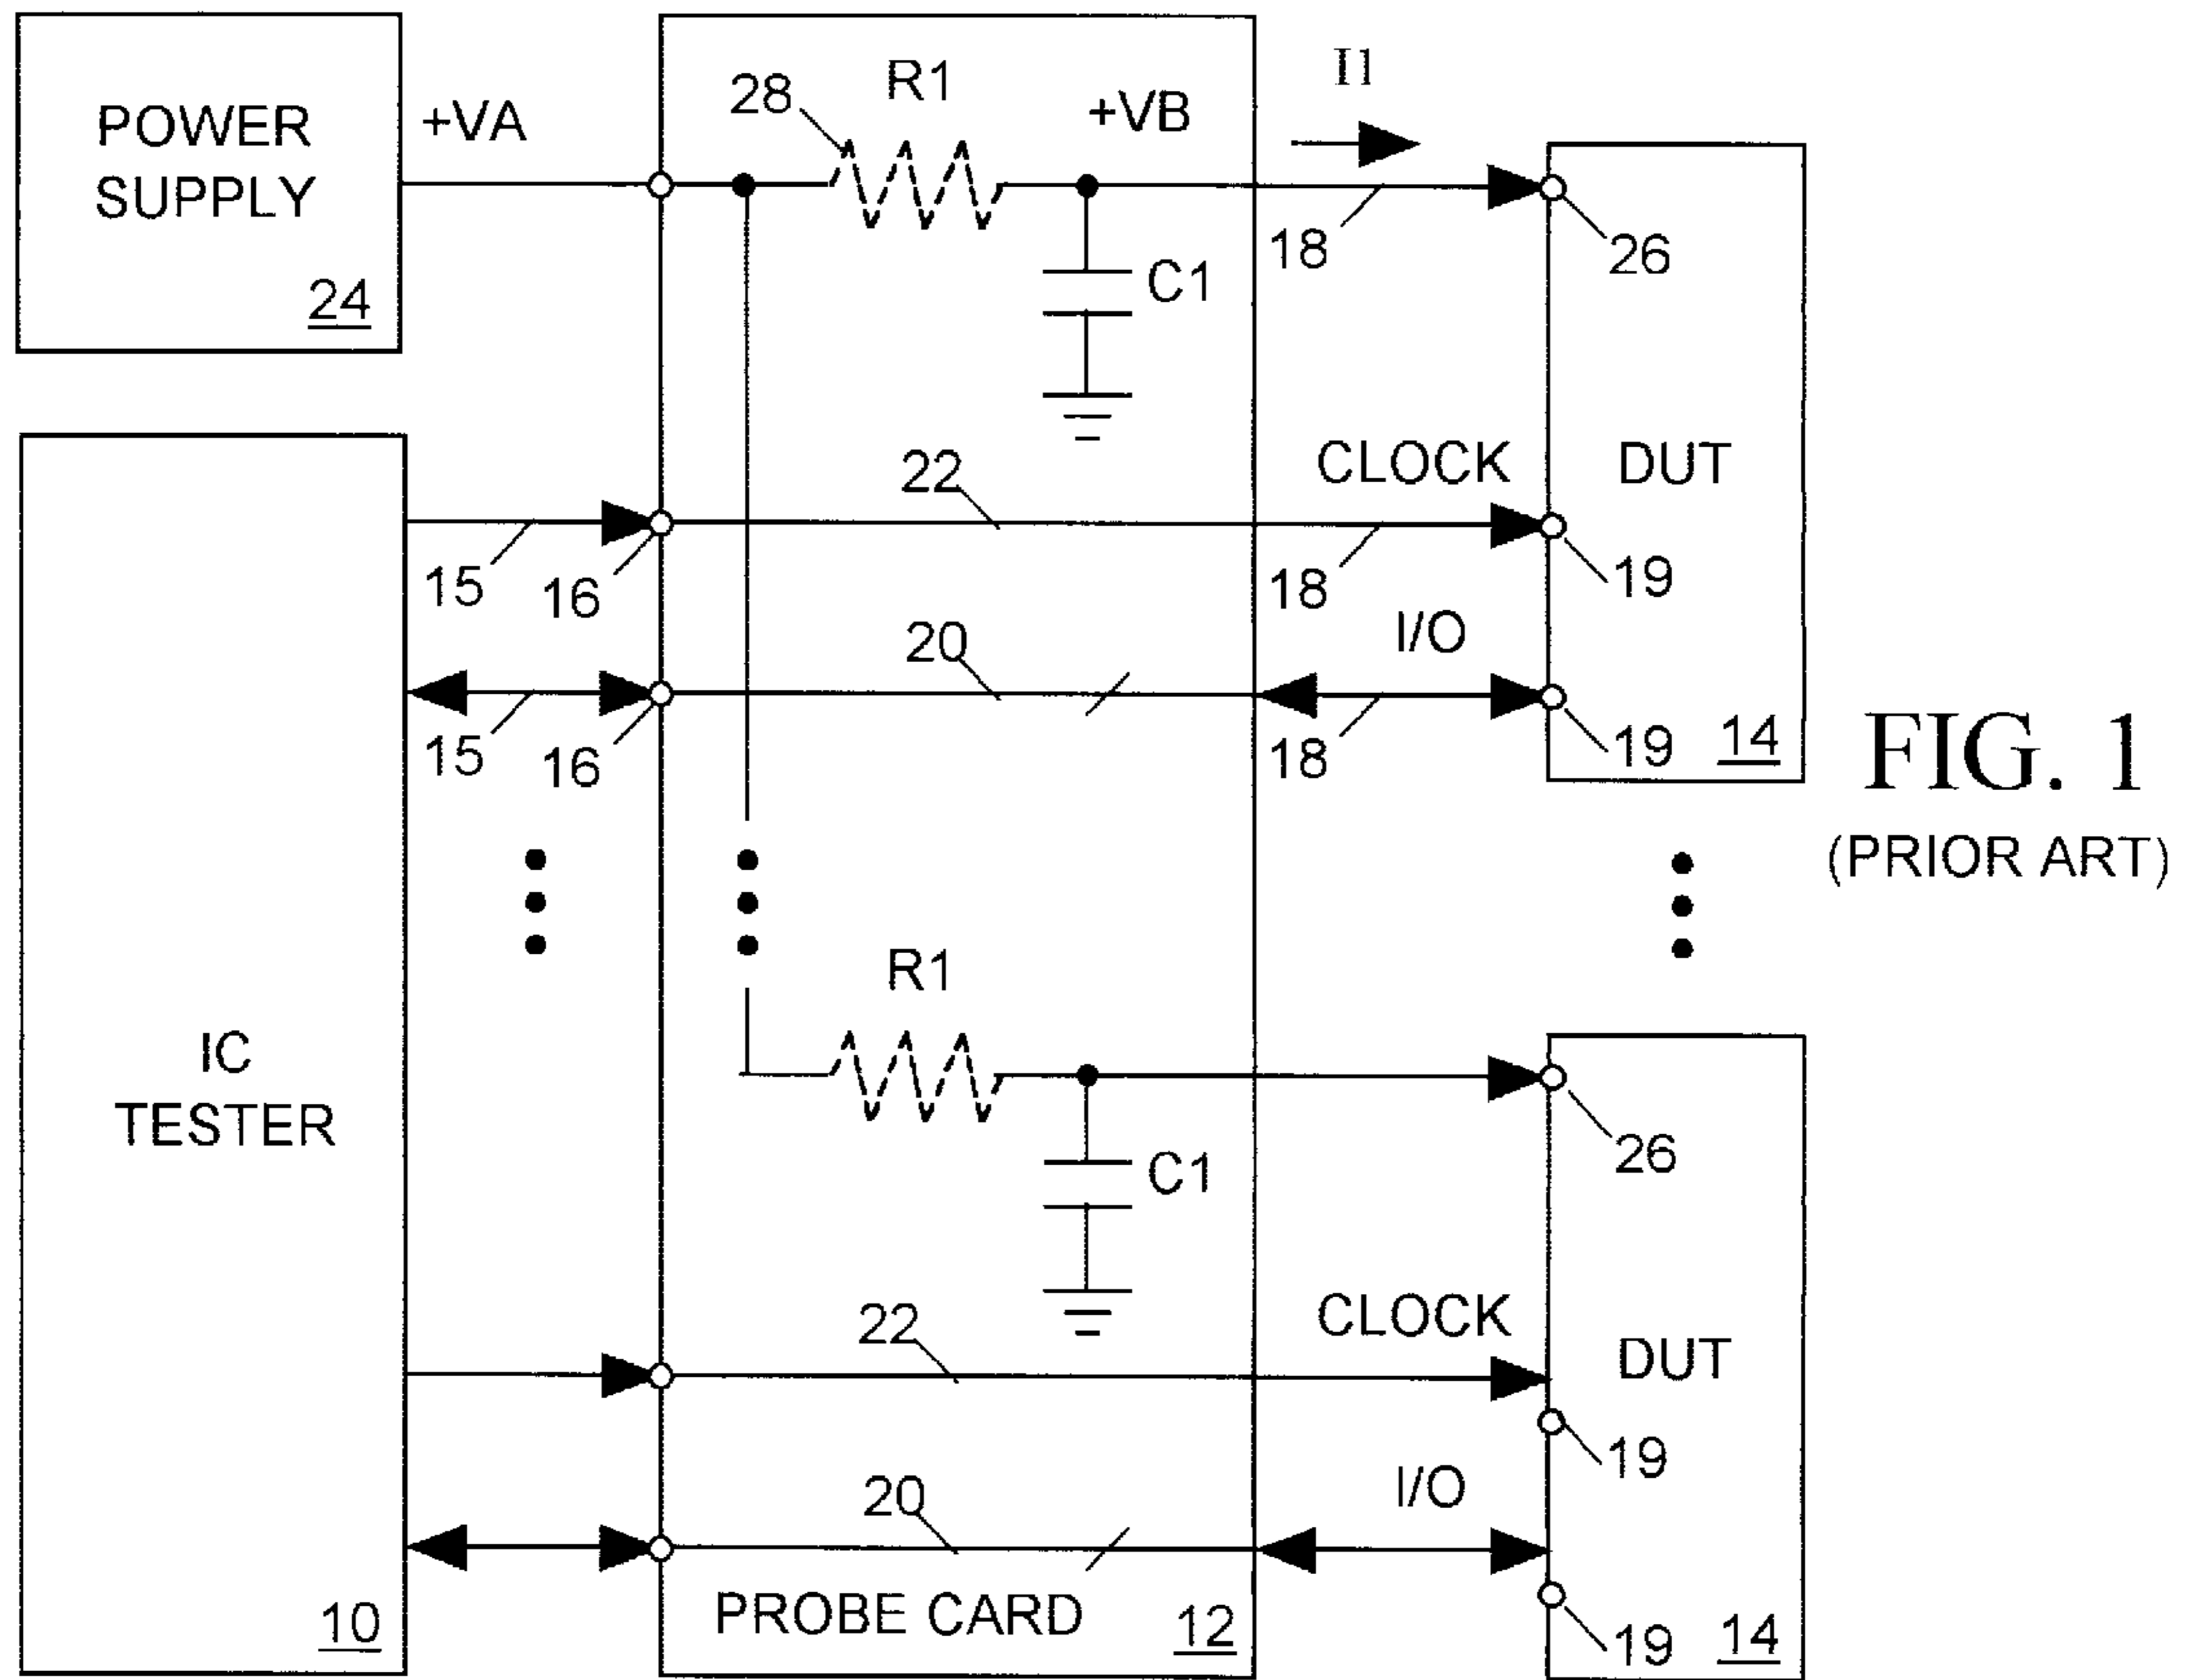 POWER
SUPPLY
24
+VA
28
R1
+VB
I1
C1
18
26
22
CLOCK
DUT
15
16
18
19
20
I/O
15
16
18
19
14
FIG. 1
(PRIOR ART)
IC
TESTER
10
R1
C1
26
22
CLOCK
DUT
19
20
I/O
19
14
PROBE CARD
12